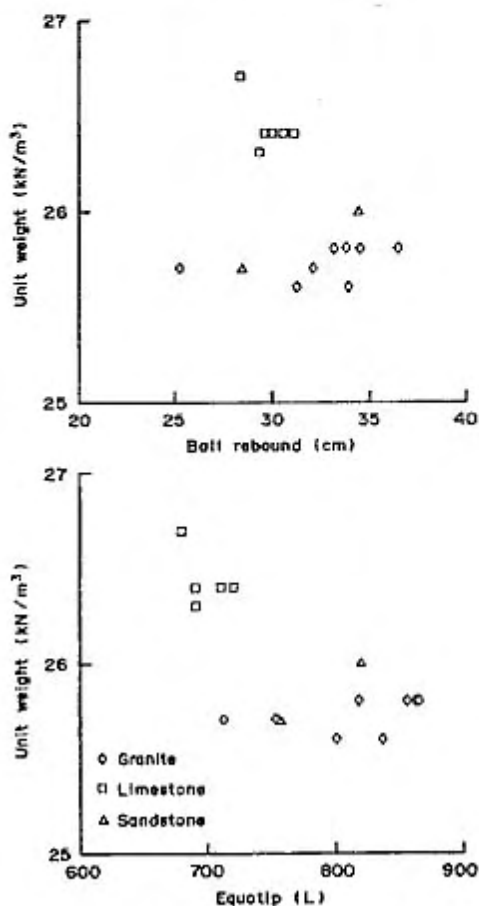 27
26
25
Unit weight (kN/m³)
20 25 30 35 40
Ball rebound (cm)
27
26
25
Unit weight (kN/m³)
Granite
Limestone
Sandstone
600 700 800 900
Equotip (L)